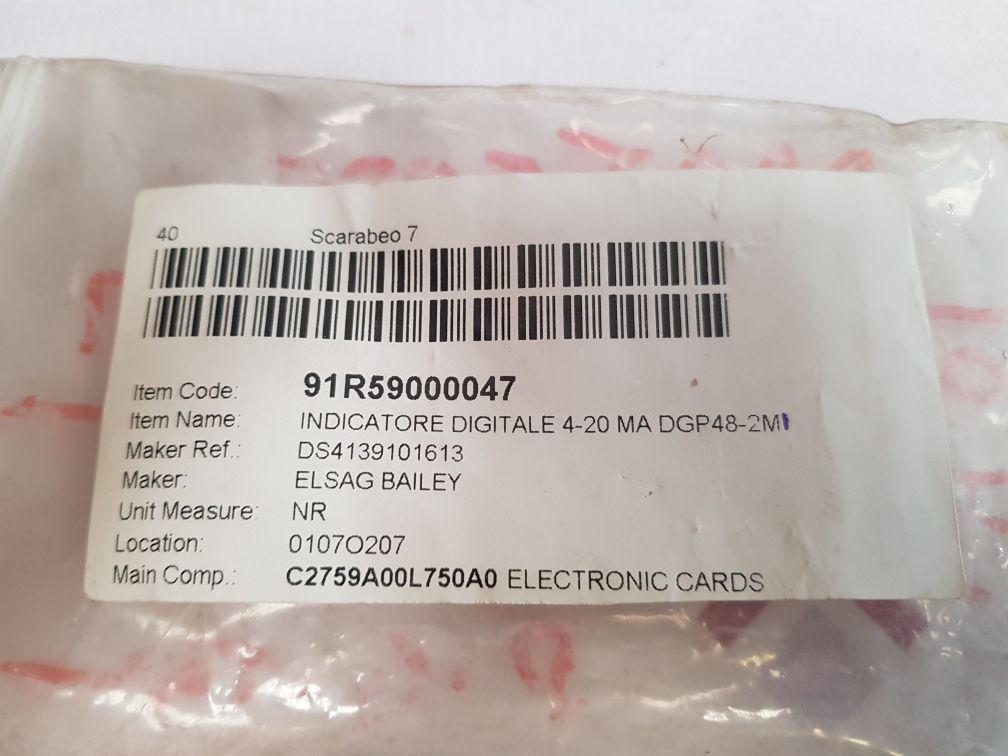 40 Scarabeo 7
Item Code: 91R59000047
Item Name: INDICATORE DIGITALE 4-20 MA DGP48-2M
Maker Ref.: DS4139101613
Maker: ELSAG BAILEY
Unit Measure: NR
Location: 0107O207
Main Comp.: C2759A00L750A0 ELECTRONIC CARDS